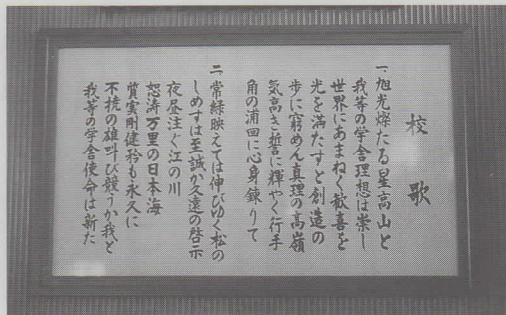 校歌
一 旭光燦たる星高山と
我等の学舎理想は崇し
世界にあまねく歓喜を
光を満たすと創造の
歩に窮めん真理の高嶺
気高き誓に輝やく行手
角の浦回に心身錬りて
二 常緑映えては伸びゆく松の
しめすは至誠か久遠の啓示
夜昼注ぐ江の川
怒涛万里の日本海
質実剛健矜も永久に
不撓の雄叫び競うか我と
我等の学舎使命は新た